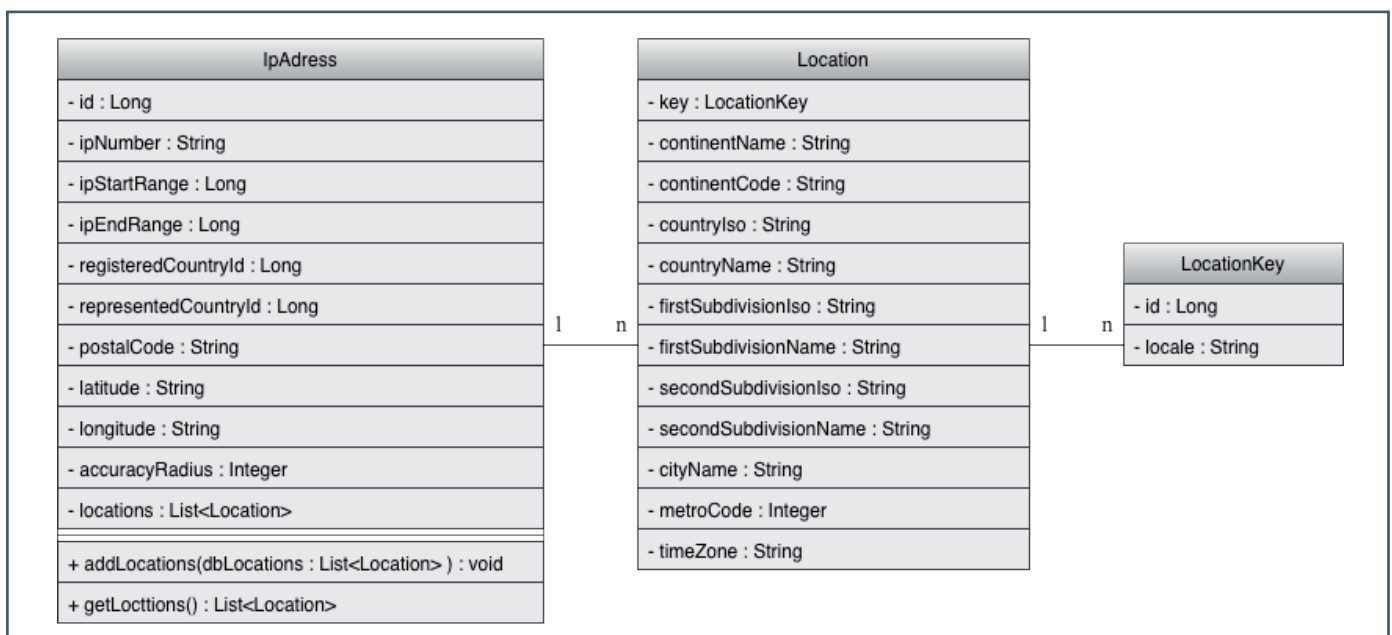 IpAdress
- id : Long
- ipNumber : String
- ipStartRange : Long
- ipEndRange : Long
- registeredCountryId : Long
- representedCountryId : Long
- postalCode : String
- latitude : String
- longitude : String
- accuracyRadius : Integer
- locations : List<Location>
+ addLocations(dbLocations : List<Location> ) : void
+ getLocttions() : List<Location>
1 n
Location
- key : LocationKey
- continentName : String
- continentCode : String
- countryIso : String
- countryName : String
- firstSubdivisionIso : String
- firstSubdivisionName : String
- secondSubdivisionIso : String
- secondSubdivisionName : String
- cityName : String
- metroCode : Integer
- timeZone : String
1 n
LocationKey
- id : Long
- locale : String